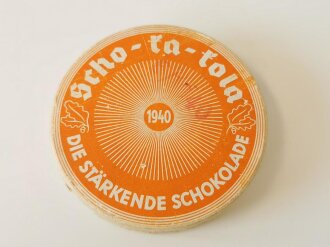 Scho-ka-kola
1940
DIE STÄRKENDE SCHOKOLADE